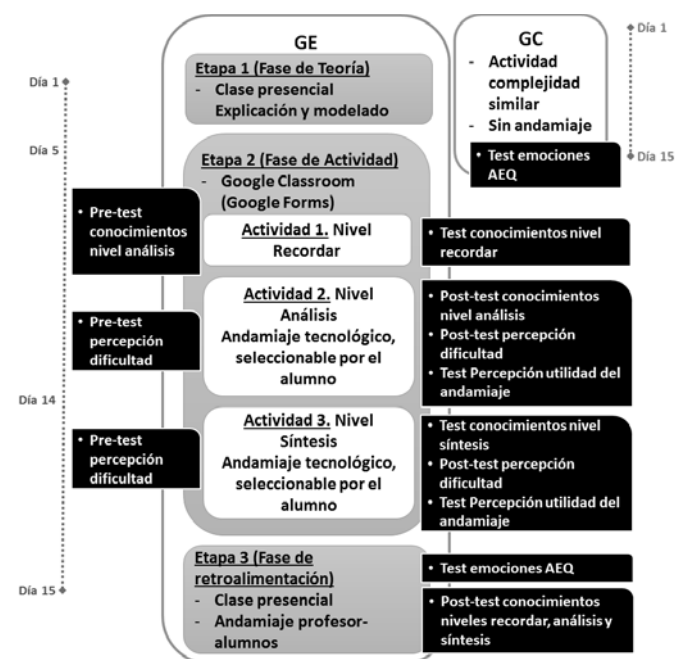 GE
Etapa 1 (Fase de Teoría)
- Clase presencial
Explicación y modelado
Etapa 2 (Fase de Actividad)
- Google Classroom
(Google Forms)
Actividad 1. Nivel
Recordar
Actividad 2. Nivel
Análisis
Andamiaje tecnológico,
seleccionable por el
alumno
Actividad 3. Nivel
Síntesis
Andamiaje tecnológico,
seleccionable por el
alumno
Etapa 3 (Fase de
retroalimentación)
- Clase presencial
- Andamiaje profesor-
alumnos
Día 1
Día 5
Día 14
Día 15
• Pre-test
conocimientos
nivel análisis
• Pre-test
percepción
dificultad
• Pre-test
percepción
dificultad
GC
- Actividad
complejidad
similar
- Sin andamiaje
• Test emociones
AEQ
Día 1
Día 15
• Test conocimientos nivel
recordar
• Post-test conocimientos
nivel análisis
• Post-test percepción
dificultad
• Test Percepción utilidad del
andamiaje
• Test conocimientos nivel
síntesis
• Post-test percepción
dificultad
• Test Percepción utilidad del
andamiaje
• Test emociones AEQ
• Post-test conocimientos
niveles recordar, análisis y
síntesis